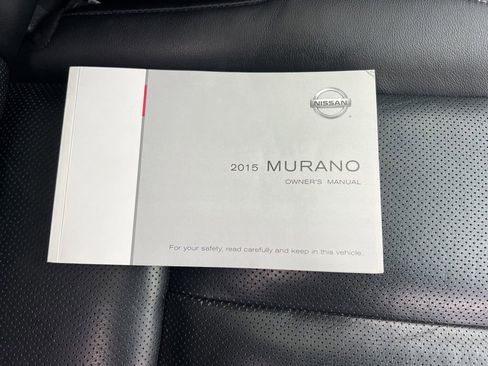 NISSAN
2015 MURANO
OWNER'S MANUAL
For your safety, read carefully and keep in this vehicle.